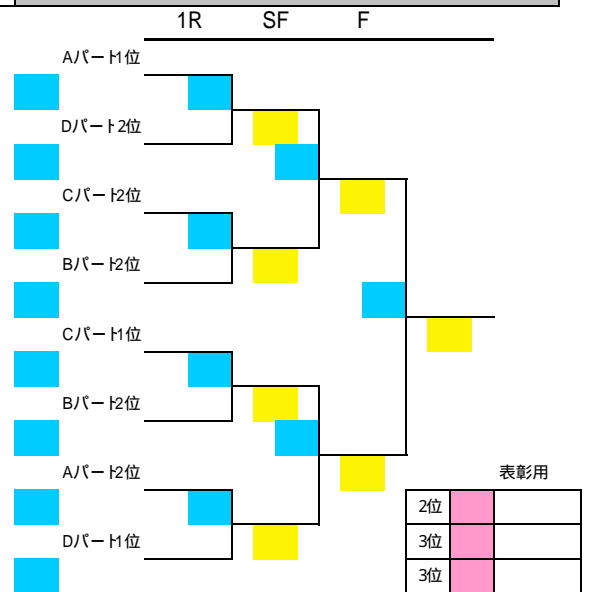 1R SF F
Aパート1位
Dパート2位
Cパート2位
Bパート2位
Cパート1位
Bパート2位
Aパート2位
Dパート1位
表彰用
2位
3位
3位